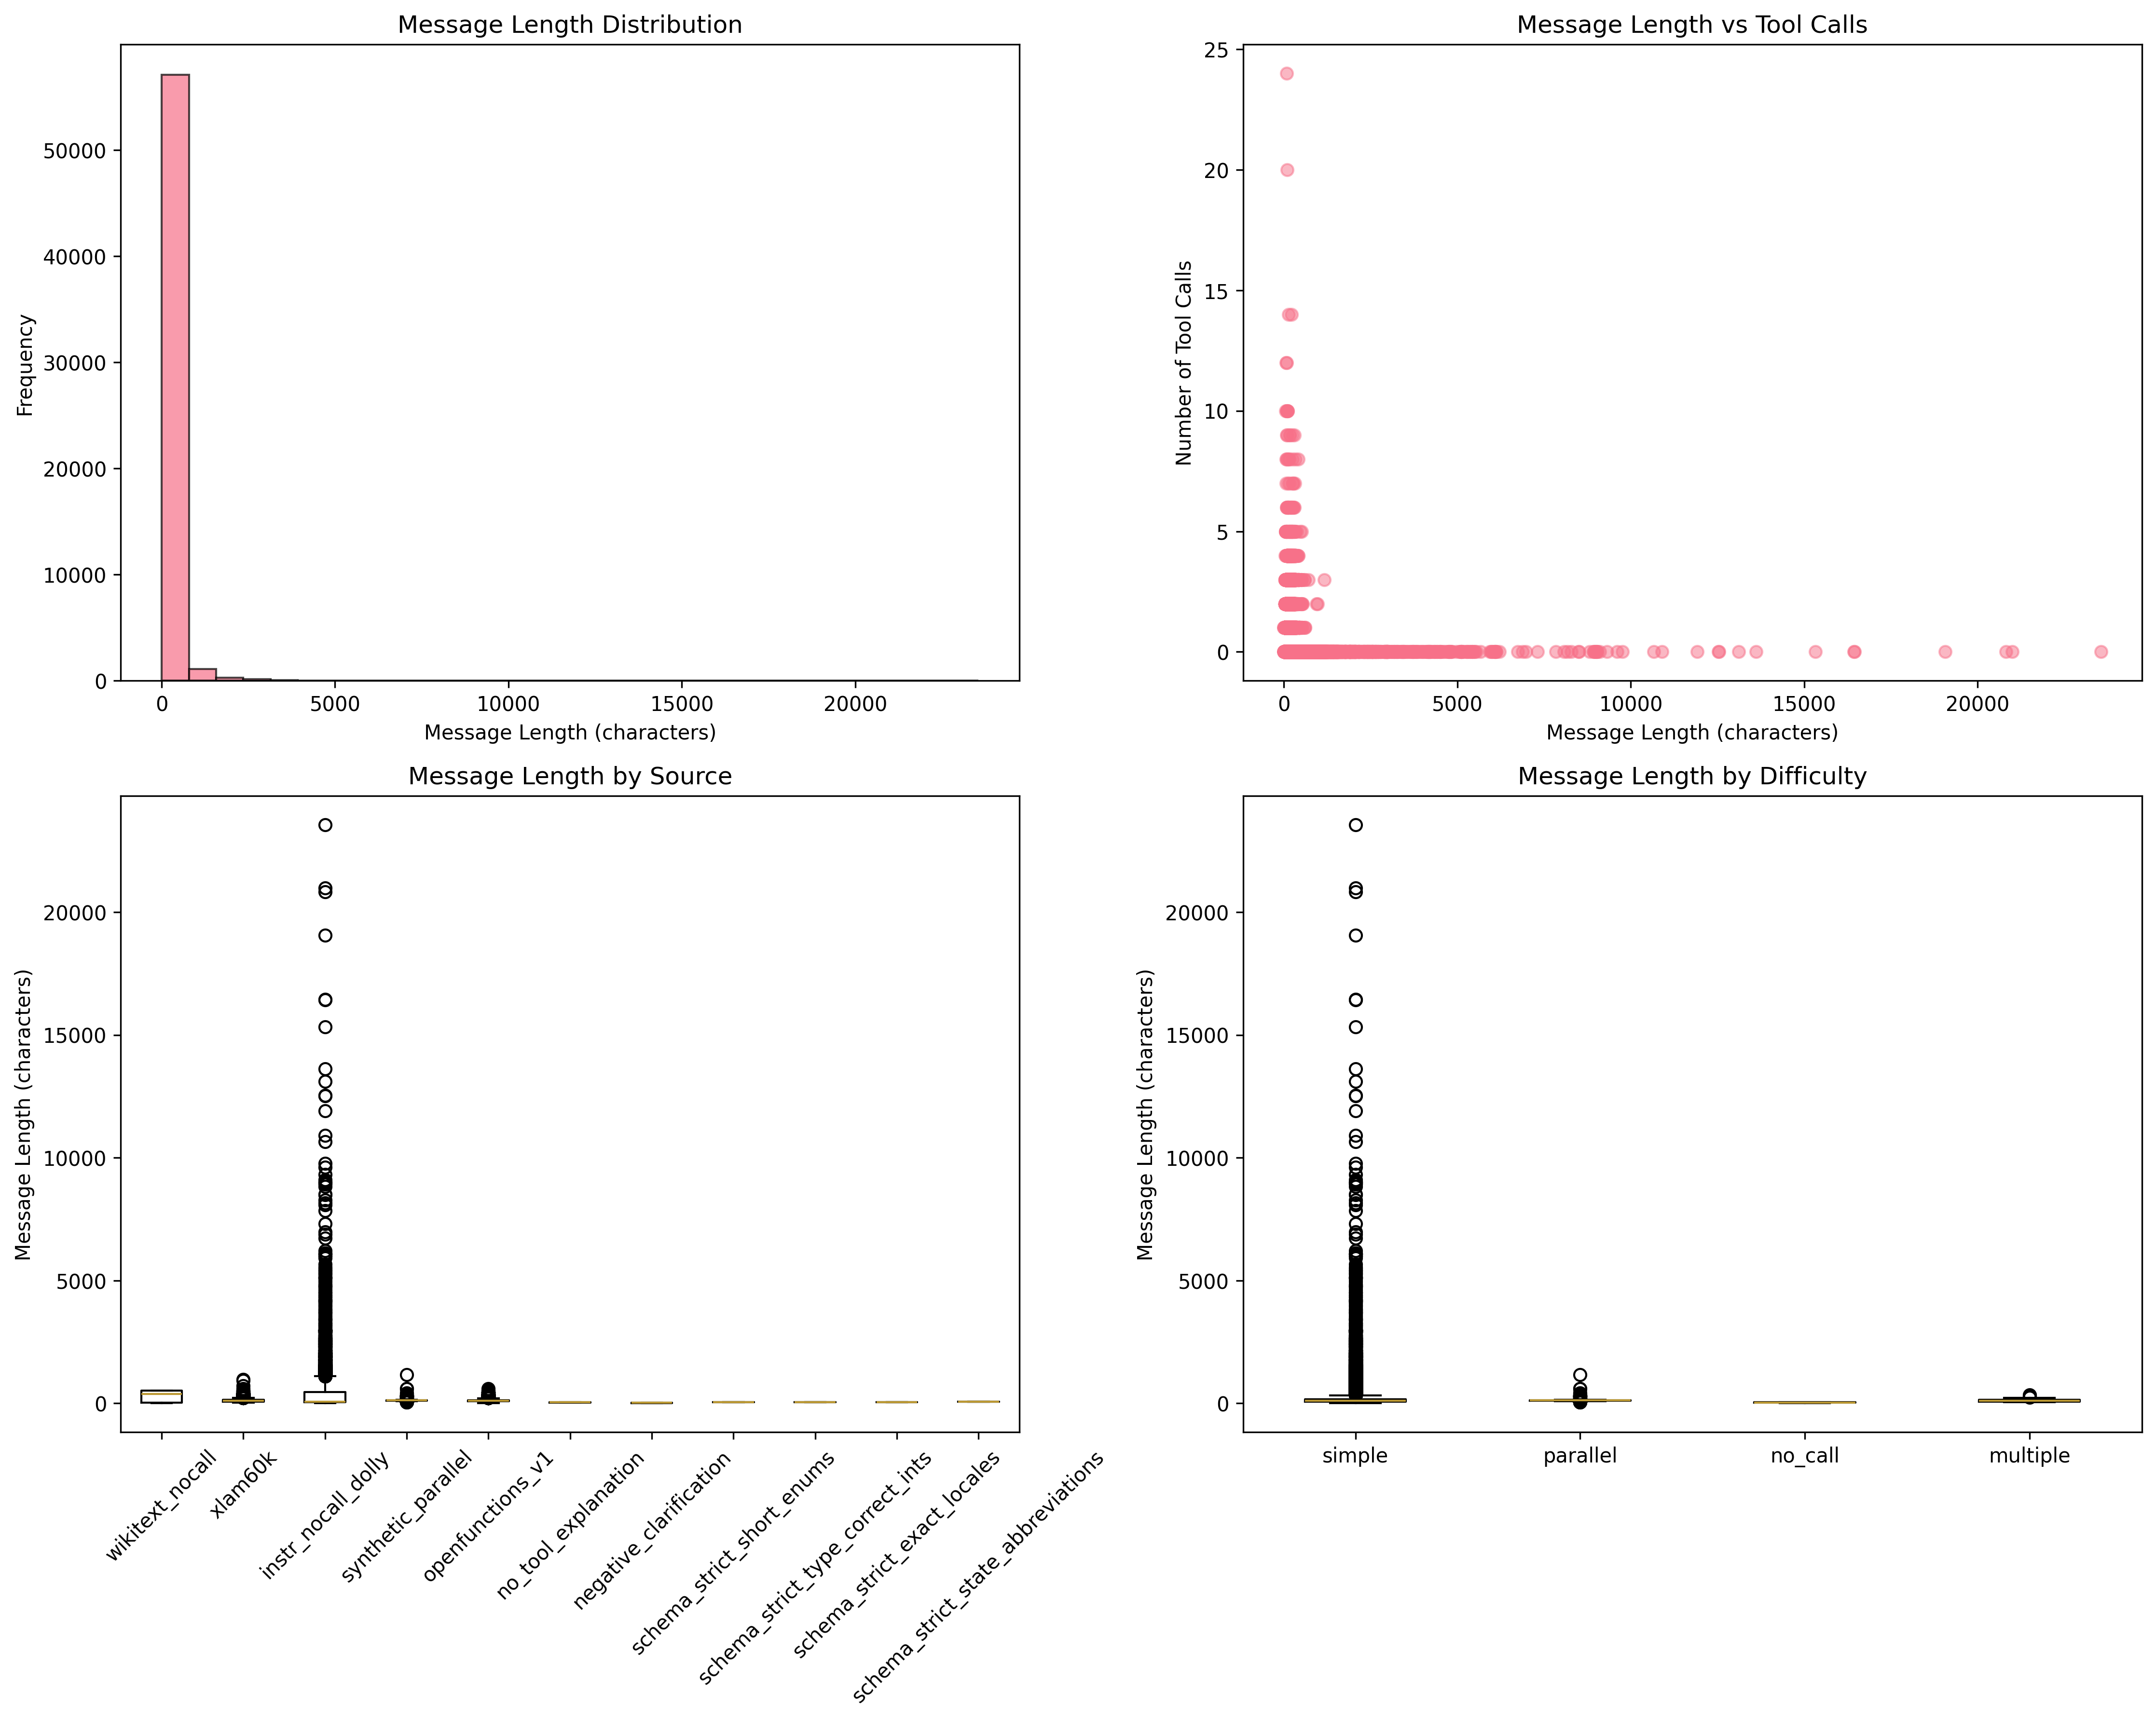 Message Length Distribution
50000
40000
30000
20000
10000
0
Frequency
0
5000
10000
15000
20000
Message Length (characters)
Message Length vs Tool Calls
25
20
15
10
5
0
Number of Tool Calls
0
5000
10000
15000
20000
Message Length (characters)
Message Length by Source
20000
15000
10000
5000
0
Message Length (characters)
wikitext_nocall
xlam60k
instr_nocall_dolly
synthetic_parallel
openfunctions_v1
no_tool_explanation
negative_clarification
schema_strict_short_enums
schema_strict_type_correct_ints
schema_strict_exact_locales
schema_strict_state_abbreviations
Message Length by Difficulty
20000
15000
10000
5000
0
Message Length (characters)
simple
parallel
no_call
multiple